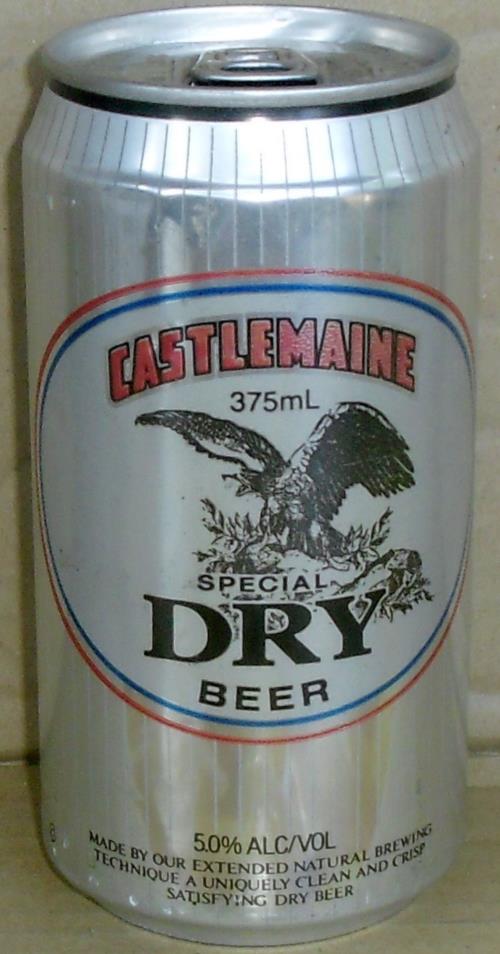 CASTLEMAINE
375mL
SPECIAL
DRY
BEER
5.0% ALC/VOL
MADE BY OUR EXTENDED NATURAL BREWING
TECHNIQUE A UNIQUELY CLEAN AND CRISP
SATISFYING DRY BEER